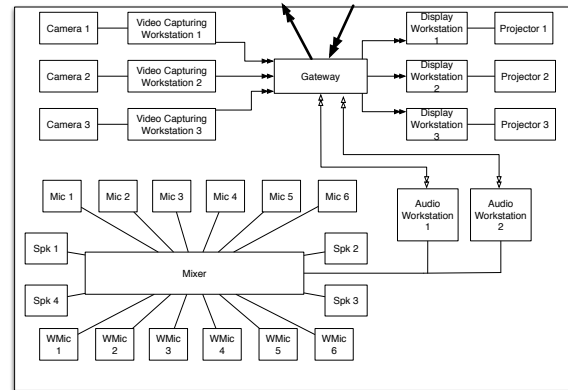 Camera 1
Video Capturing
Workstation 1
Display
Workstation
1
Projector 1
Camera 2
Video Capturing
Workstation 2
Gateway
Display
Workstation
2
Projector 2
Camera 3
Video Capturing
Workstation 3
Display
Workstation
3
Projector 3
Mic 1
Mic 2
Mic 3
Mic 4
Mic 5
Mic 6
Audio
Workstation
1
Audio
Workstation
2
Spk 1
Spk 2
Mixer
Spk 4
Spk 3
WMic
1
WMic
2
WMic
3
WMic
4
WMic
5
WMic
6